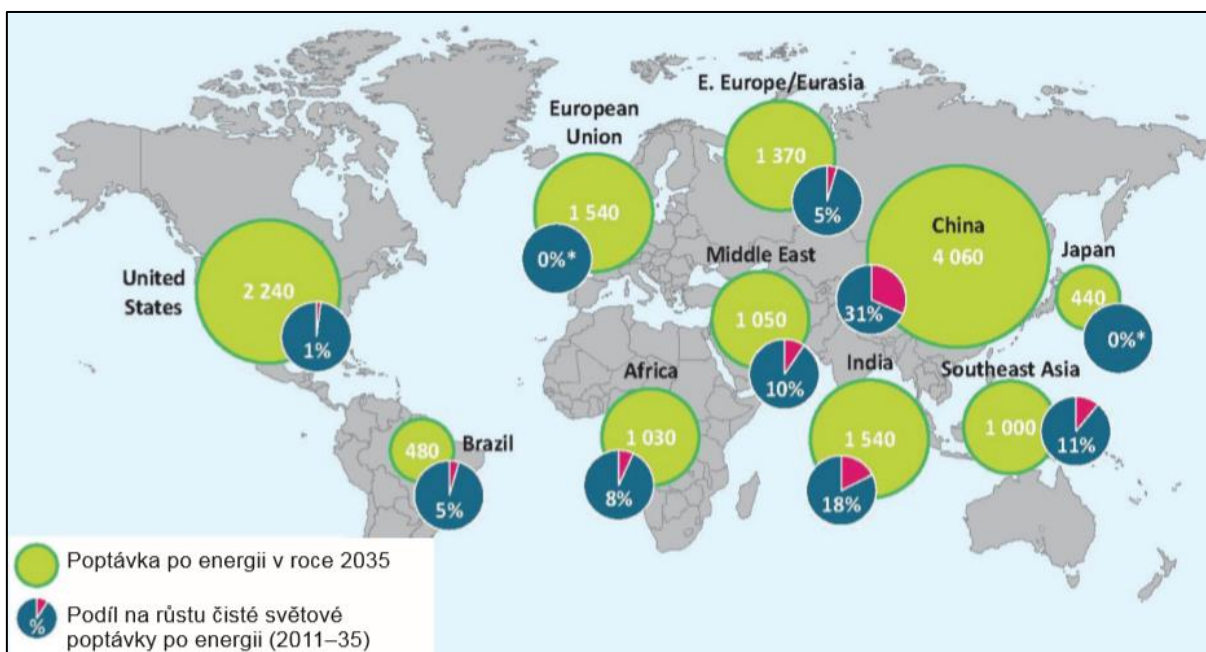 E. Europe/Eurasia
1 370
5%
European
Union
1 540
0%*
China
4 060
31%
Japan
440
0%*
United
States
2 240
1%
Middle East
1 050
10%
Africa
1 030
8%
India
1 540
18%
Southeast Asia
1 000
11%
Brazil
480
5%
Poptávka po energii v roce 2035
%
Podíl na růstu čisté světové
poptávky po energii (2011–35)